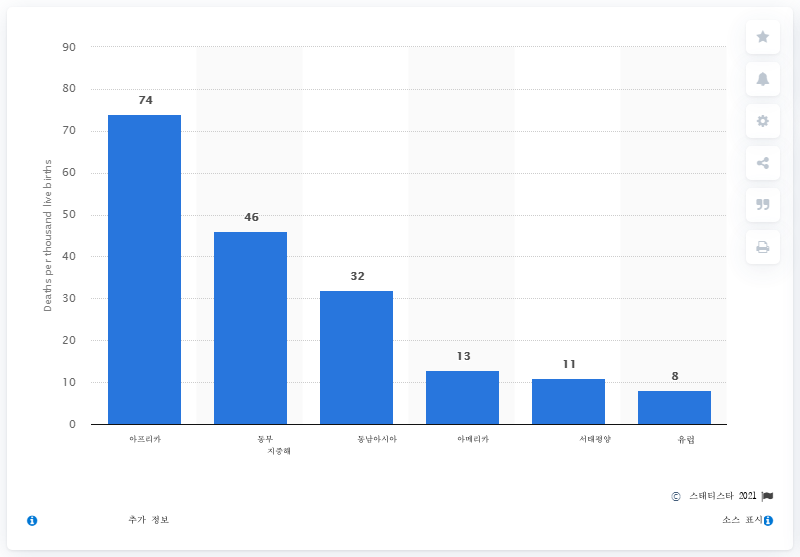 90
80
70
60
50
40
30
20
10
0
Deaths per thousand live births
74
46
32
13
11
8
아프리카
동부
지중해
동남아시아
아메리카
서태평양
유럽
© 스태티스타 2021
추가 정보
소스 표시